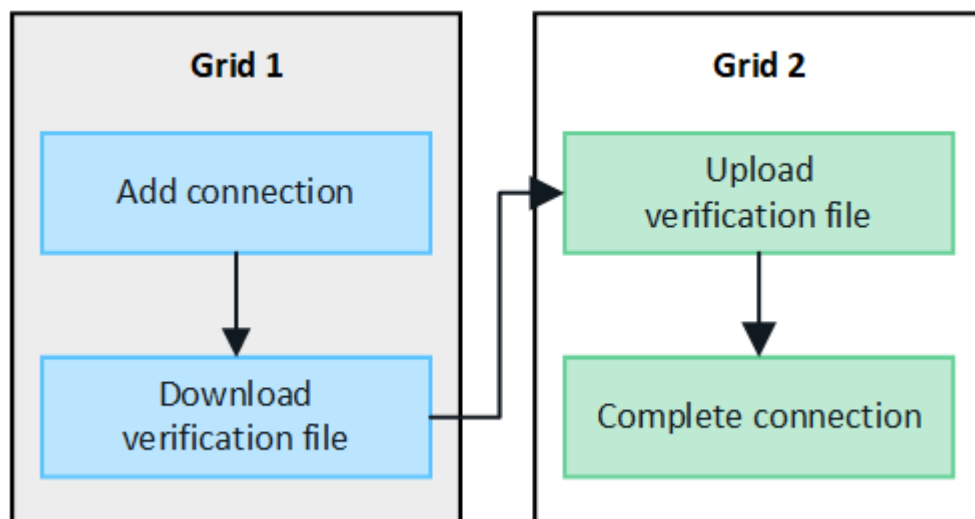 Grid 1
Add connection
Download
verification file
Grid 2
Upload
verification file
Complete connection